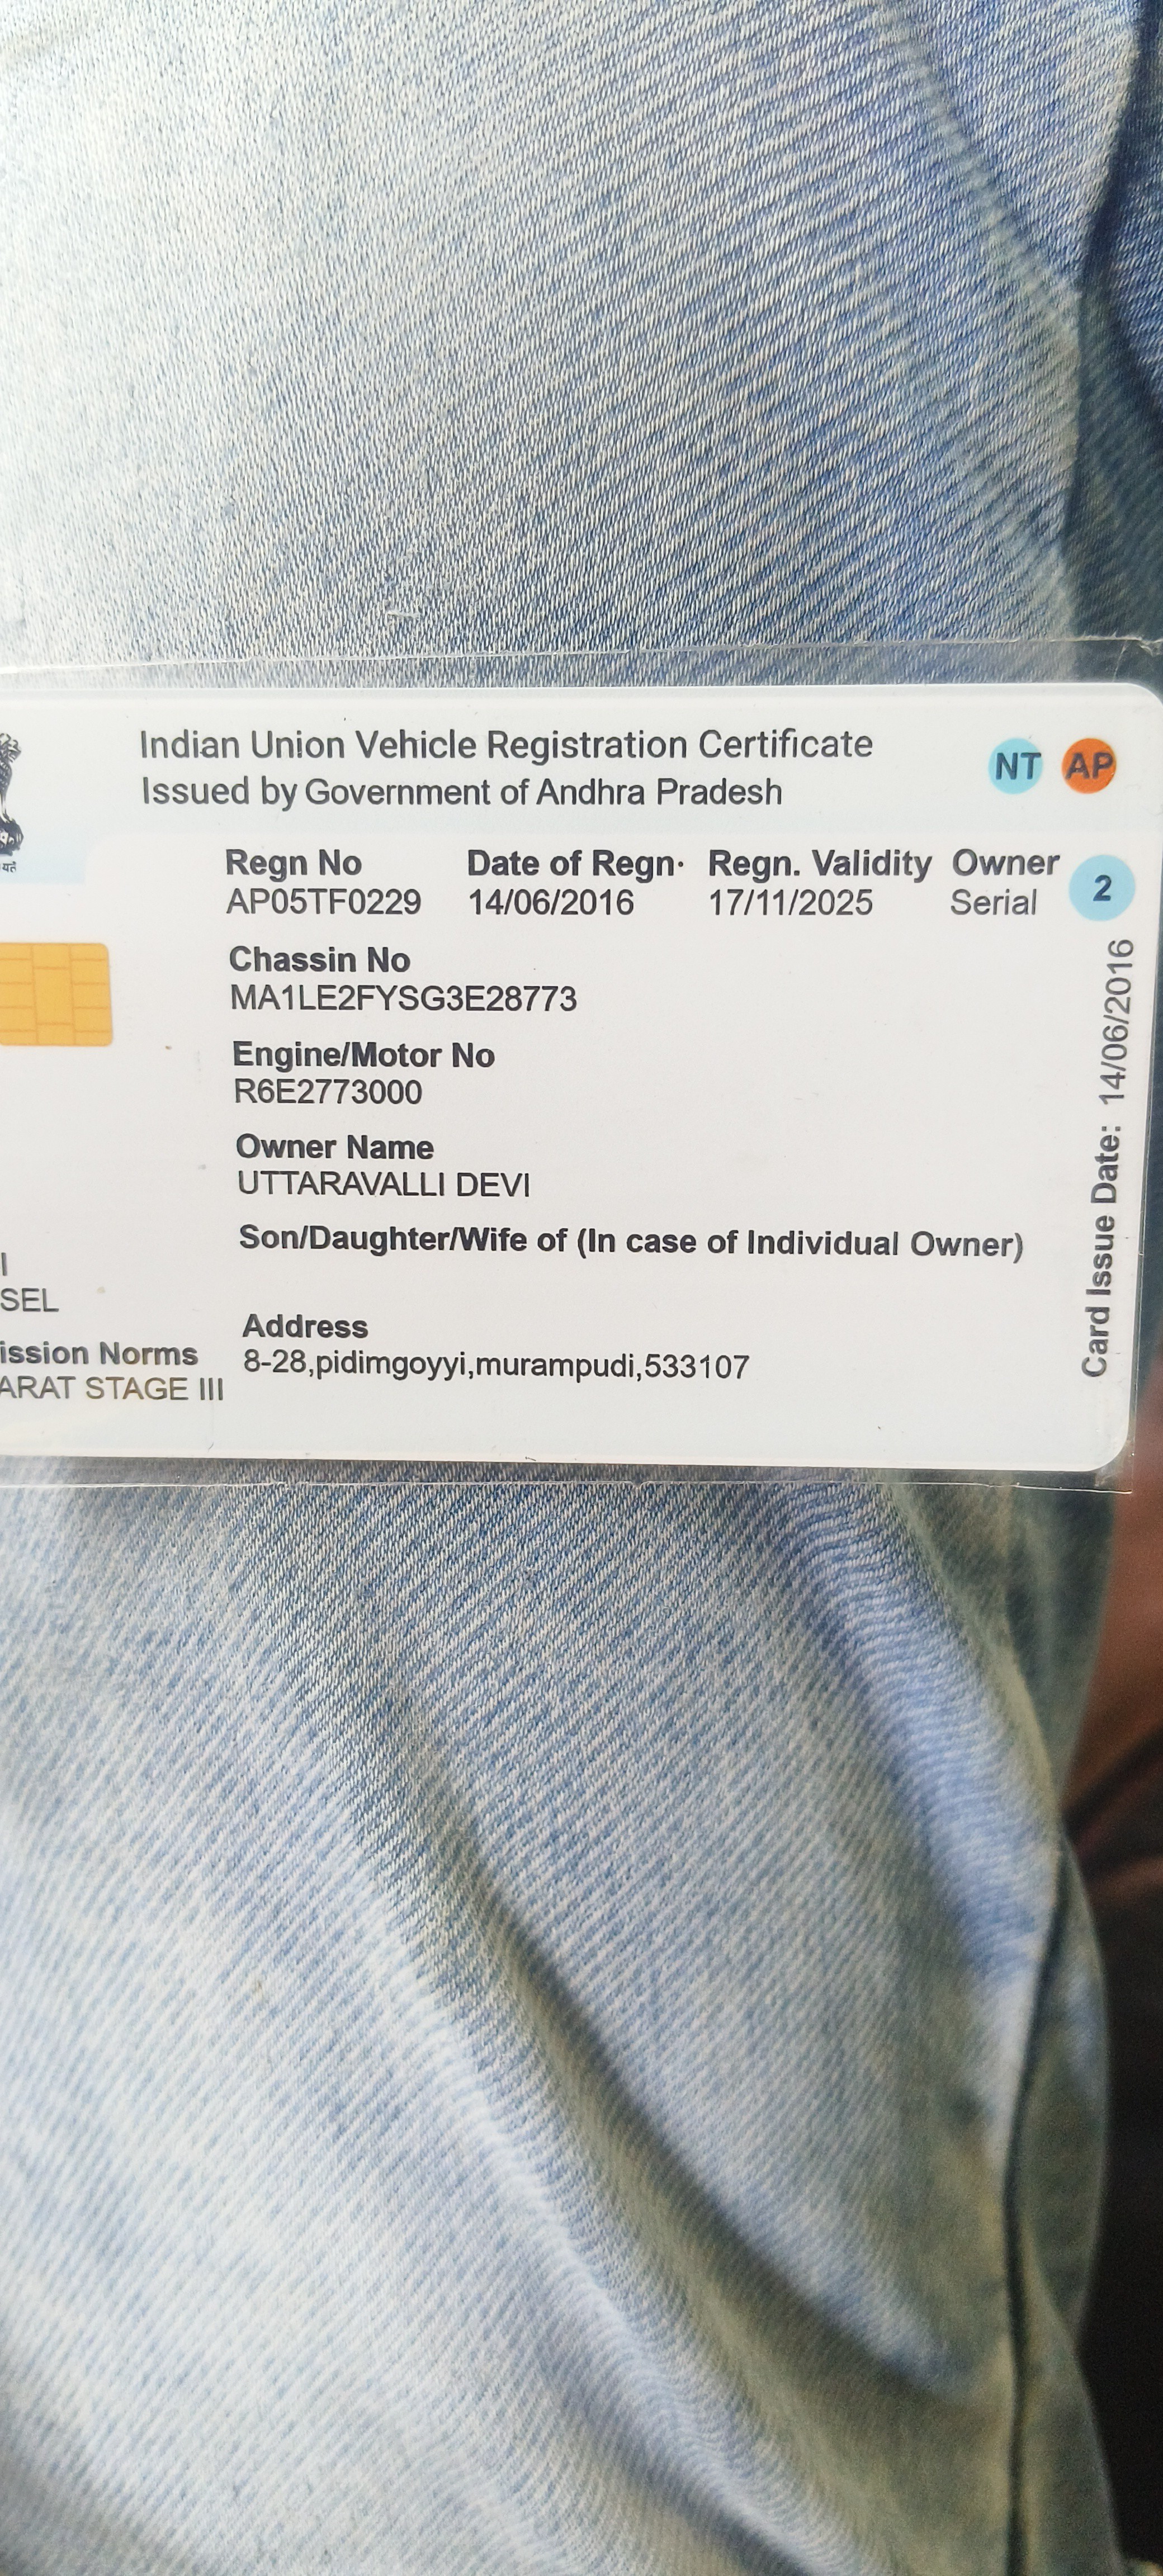 Indian Union Vehicle Registration Certificate
Issued by Government of Andhra Pradesh
NT AP
Regn No Date of Regn. Regn. Validity Owner
AP05TF0229 14/06/2016 17/11/2025 Serial 2
Chassin No
MA1LE2FYSG3E28773
Engine/Motor No
R6E2773000
Owner Name
UTTARAVALLI DEVI
Son/Daughter/Wife of (In case of Individual Owner)
Address
8-28,pidimgoyyi,murampudi,533107
I
SEL
ission Norms
ARAT STAGE III
Card Issue Date: 14/06/2016